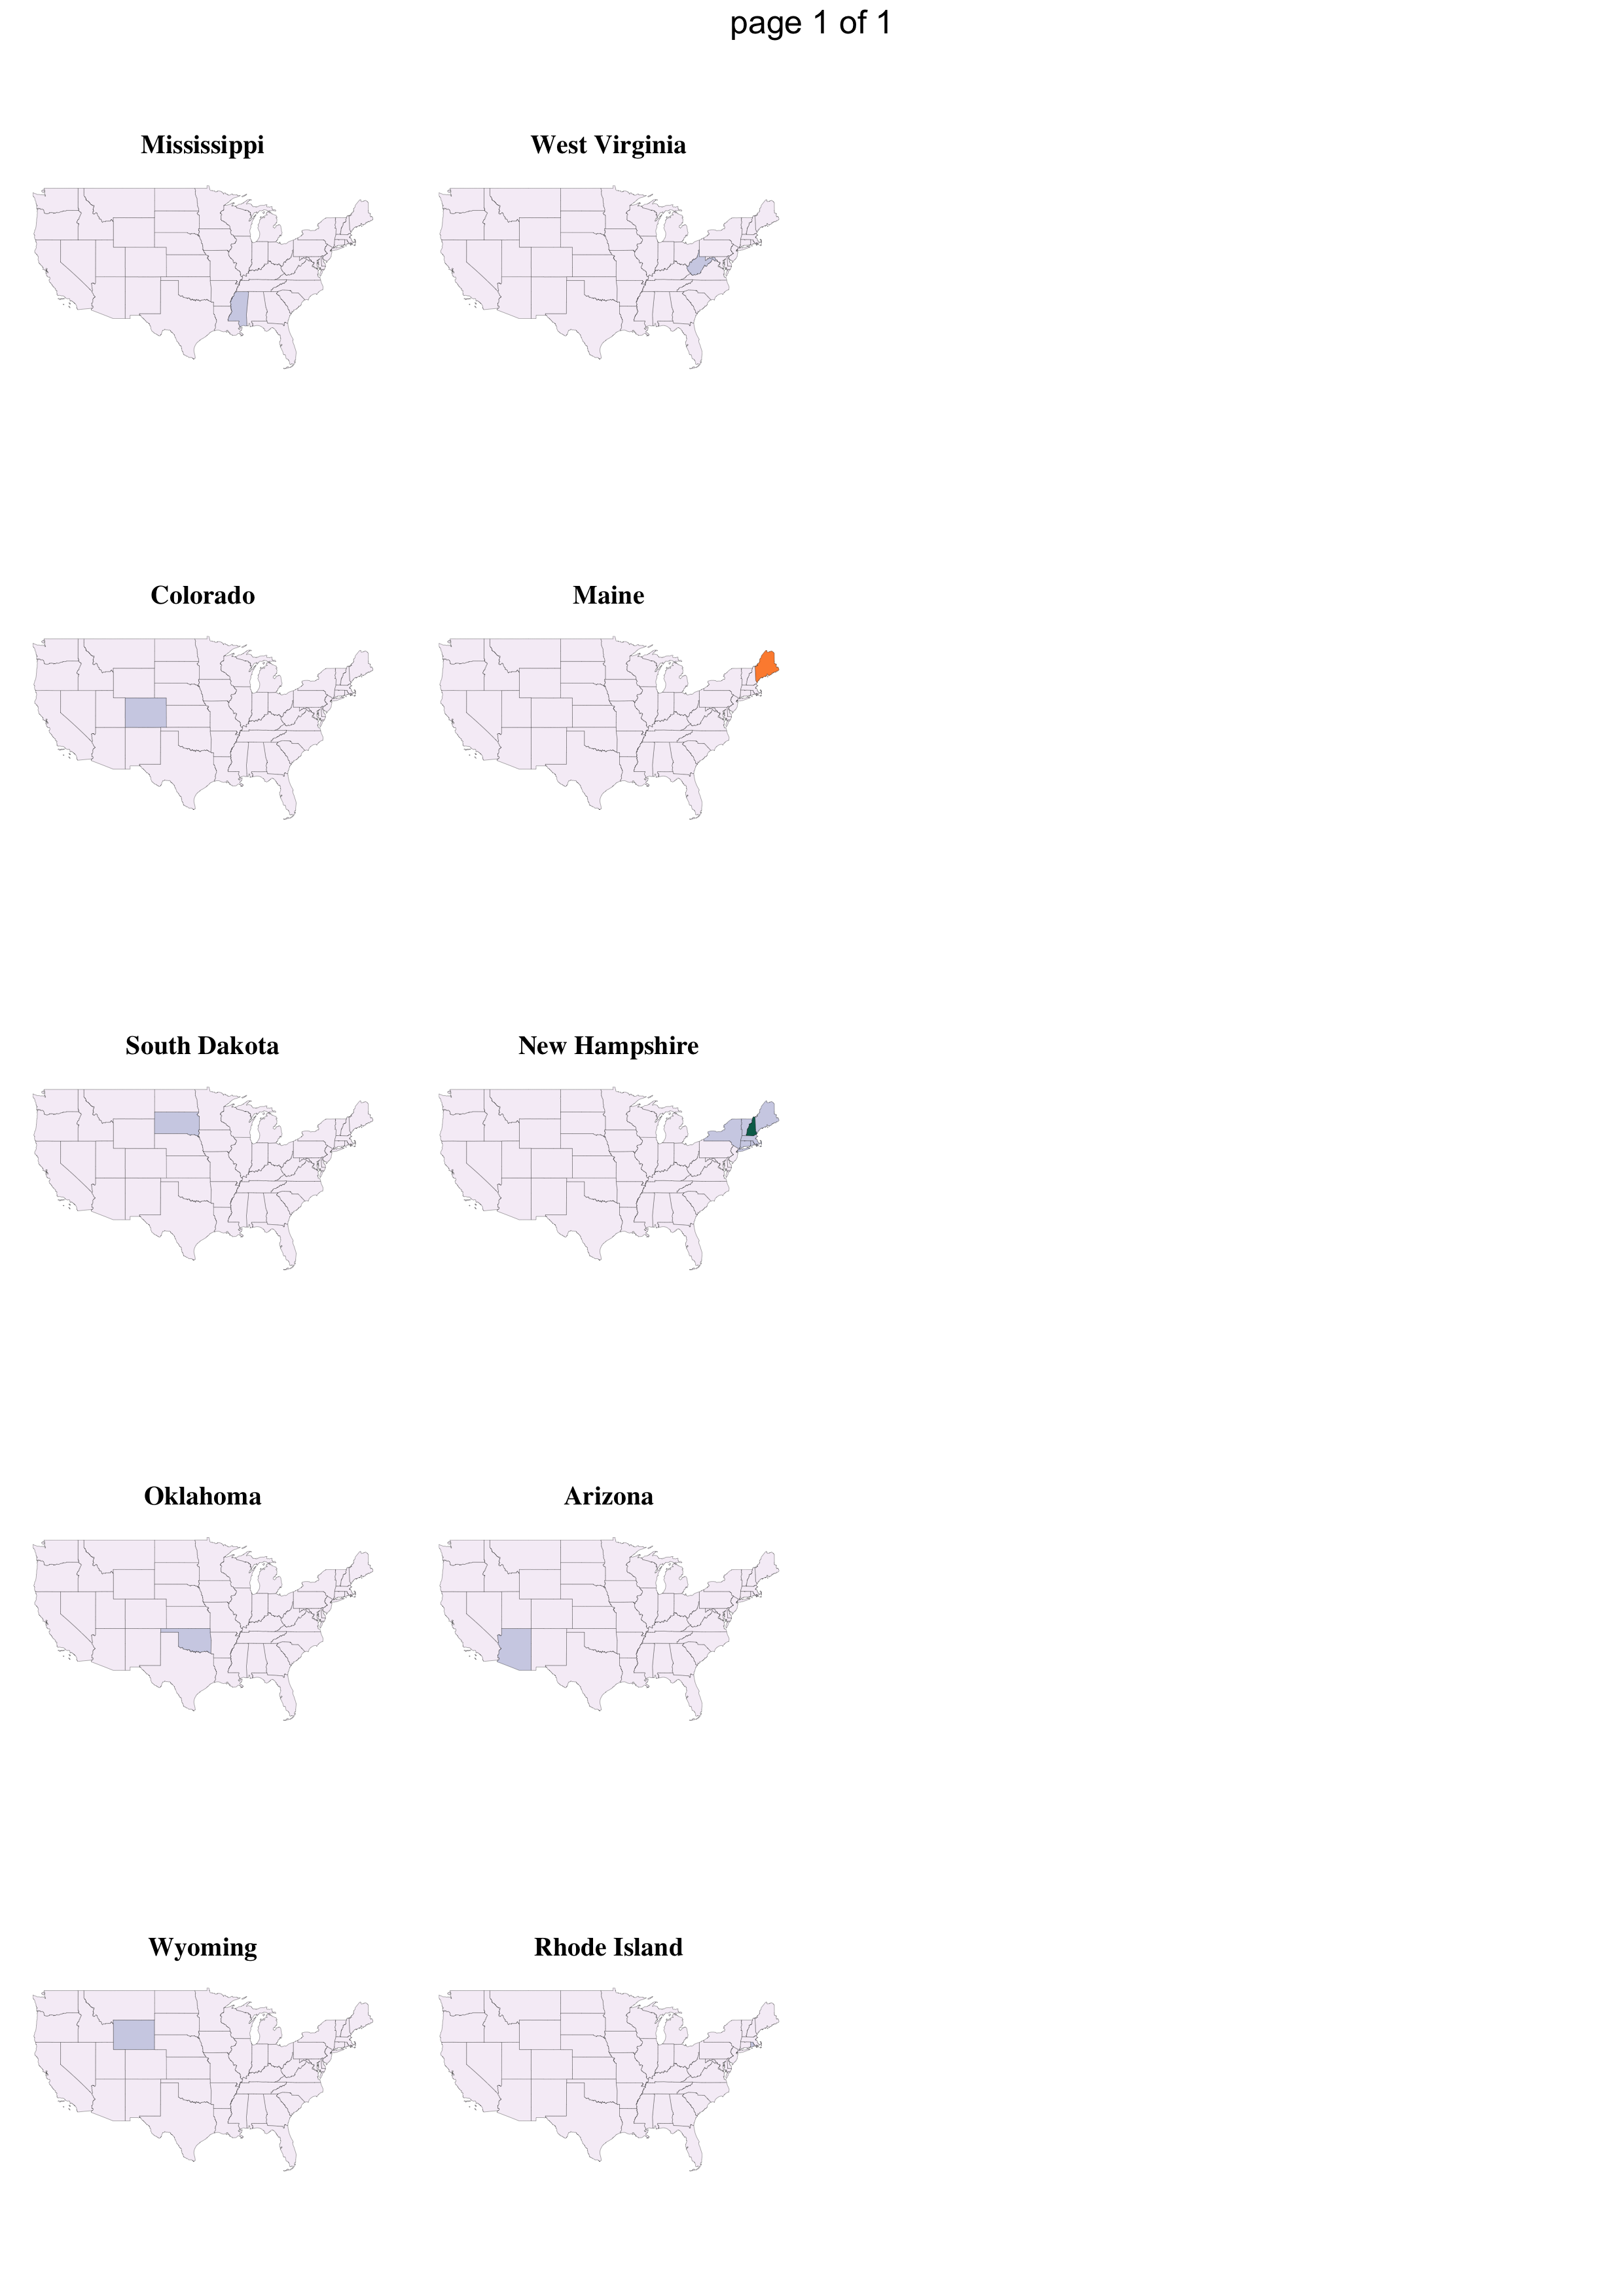 page 1 of 1
Mississippi
West Virginia
Colorado
Maine
South Dakota
New Hampshire
Oklahoma
Arizona
Wyoming
Rhode Island